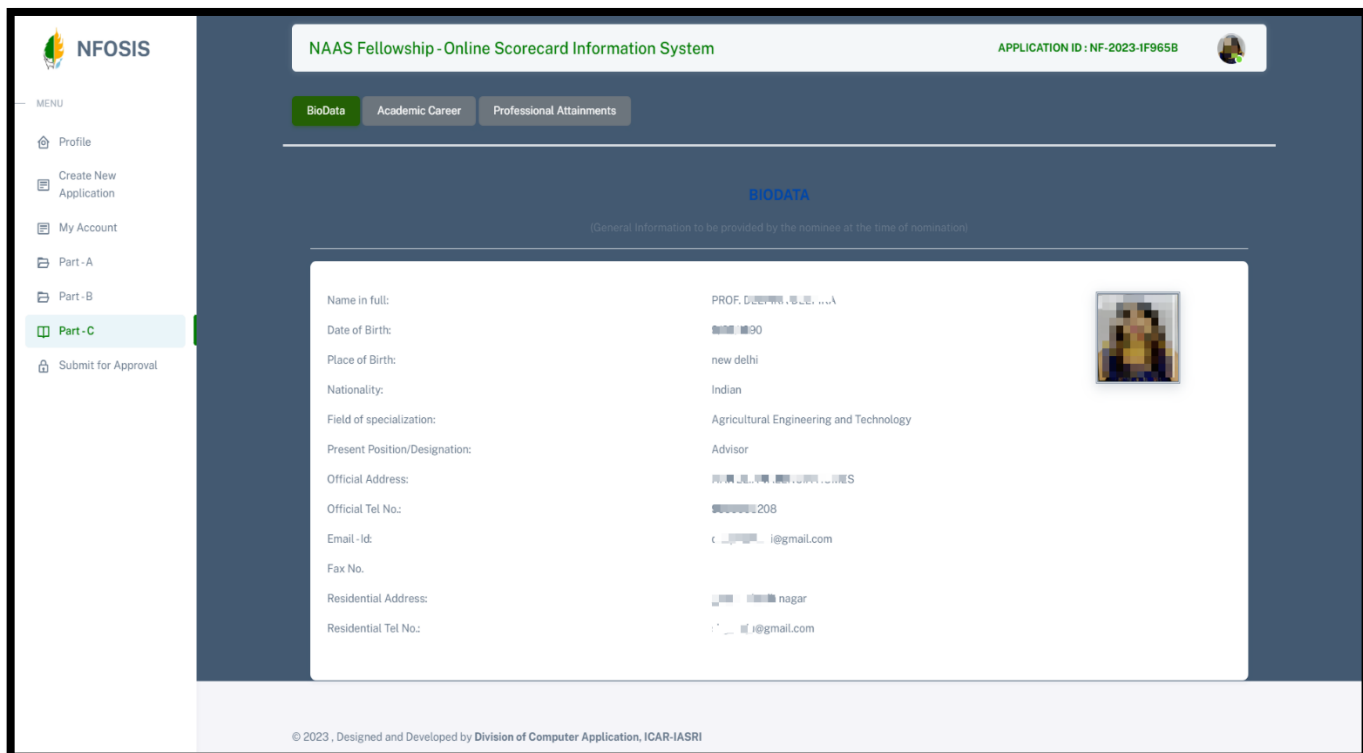 NFOSIS
MENU
Profile
Create New
Application
My Account
Part-A
Part-B
Part-C
Submit for Approval
NAAS Fellowship-Online Scorecard Information System
APPLICATION ID : NF-2023-1F965B
BioData Academic Career Professional Attainments
BIODATA
(General Information to be provided by the nominee at the time of nomination)
Name in full: PROF.
Date of Birth:
Place of Birth: new delhi
Nationality: Indian
Field of specialization: Agricultural Engineering and Technology
Present Position/Designation: Advisor
Official Address:
Official Tel No.:
Email-Id:
Fax No.
Residential Address: nagar
Residential Tel No.:
© 2023 , Designed and Developed by Division of Computer Application, ICAR-IASRI